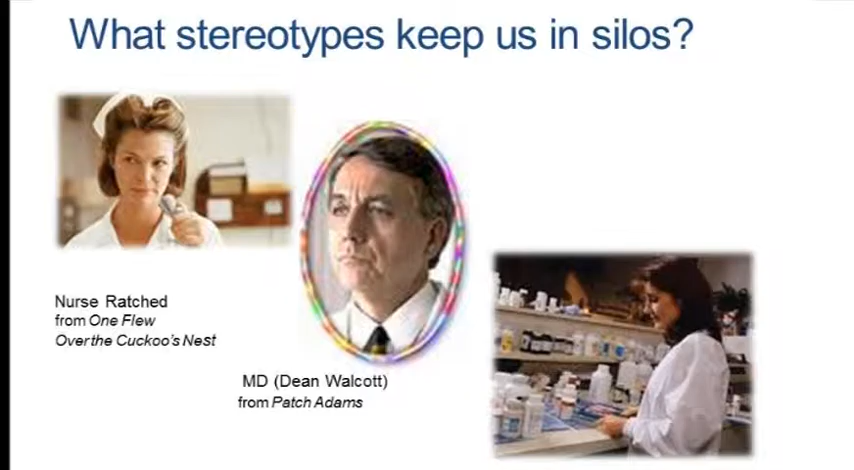 What stereotypes keep us in silos?
Nurse Ratched
from One Flew
Over the Cuckoo's Nest
MD (Dean Walcott)
from Patch Adams